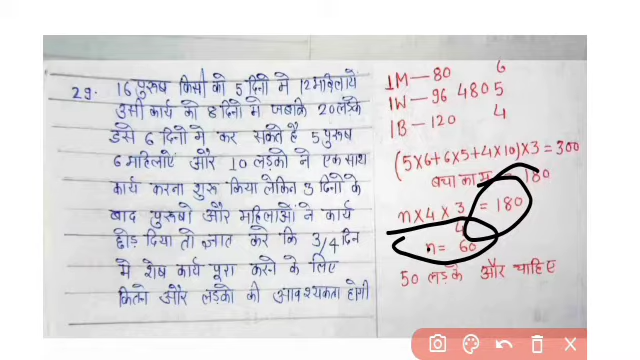 29. 16 पुरूष किसी को 5 दिनो मे 12 महिलायें
उसी कार्य को 8 दिनो मे जबकि 20 लड़के
इसे 6 दिनो मे कर सकते है 5 पुरूष
6 महिलाएं और 10 लड़को ने एक साथ
कार्य करना शुरू किया लेकिन 3 दिनो के
बाद पुरूषो और महिलाओं ने कार्य
छोड़ दिया तो ज्ञात करे कि 3/4 दिन
मे शेष कार्य पूरा करने के लिए
कितने और लड़को की आवश्यकता होगी
1M — 80 6
1W — 96 480 5
1B — 120 4
(5×6+6×5+4×10)×3 = 300
बचा कार्य = 180
n×4×3/4 = 180
n = 60
50 लड़के और चाहिए